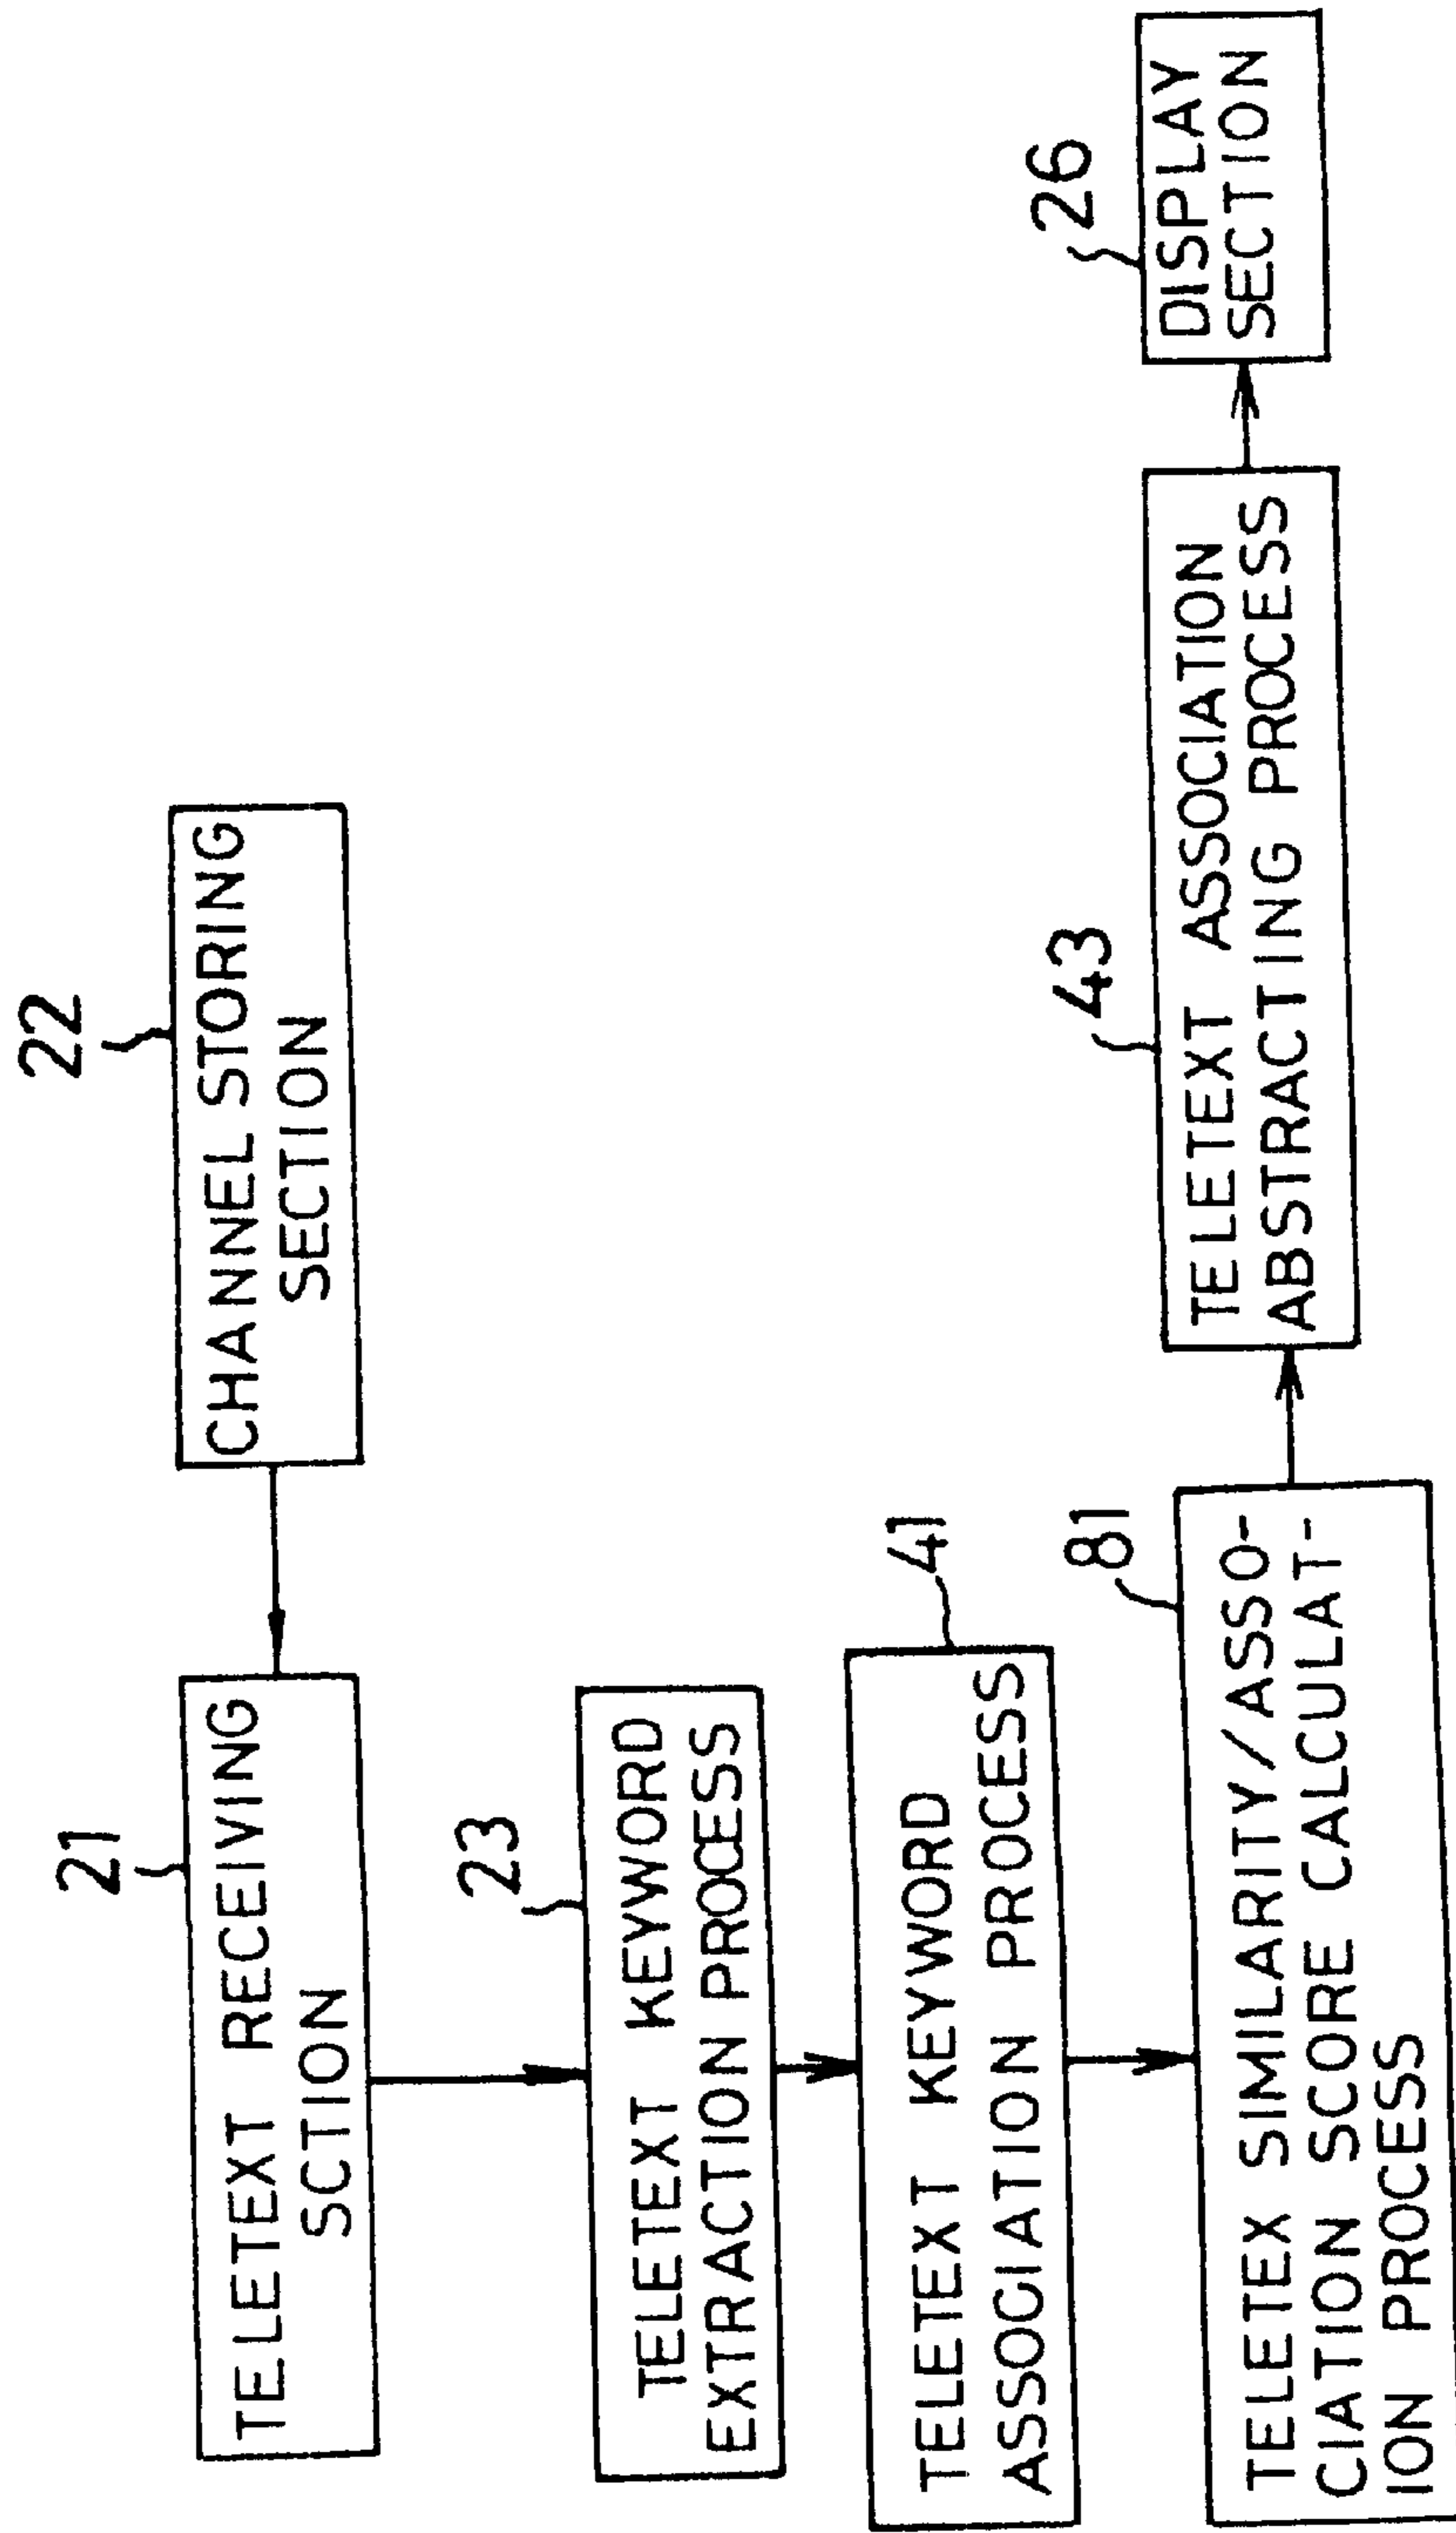 22
CHANNEL STORING
SECTION
21
TELETEXT RECEIVING
SCTION
23
TELETEXT KEYWORD
EXTRACTION PROCESS
41
TELETEXT KEYWORD
ASSOGIATION PROCESS
81
TELETEX SIMILARITY/ASSO-
CIATION SCORE CALCULAT-
ION PROCESS
43
TELETEXT ASSOCIATION
ABSTRACTING PROCESS
26
DISPLAY
SECTION